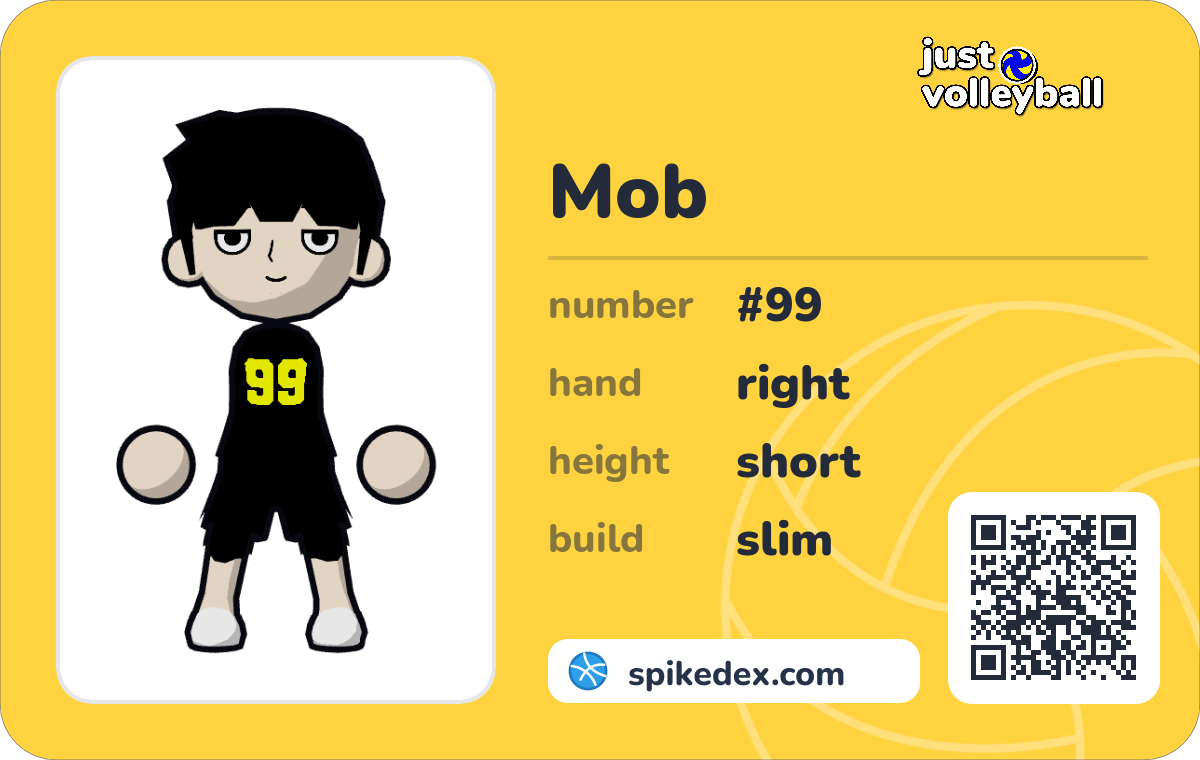 just
volleyball
Mob
number #99
hand right
height short
build slim
99
spikedex.com